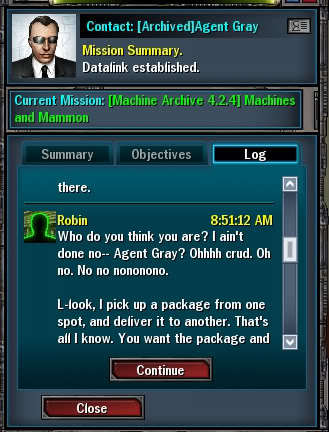 Contact: [Archived]Agent Gray
Mission Summary.
Datalink established.
Current Mission: [Machine Archive 4.2.4] Machines
and Mammon
Summary
Objectives
Log
there.
Robin
8:51:12 AM
Who do you think you are? I ain't
done no-- Agent Gray? Ohhhh crud. Oh
no. No no nononono.
L-look, I pick up a package from one
spot, and deliver it to another. That's
all I know. You want the package and
Continue
Close